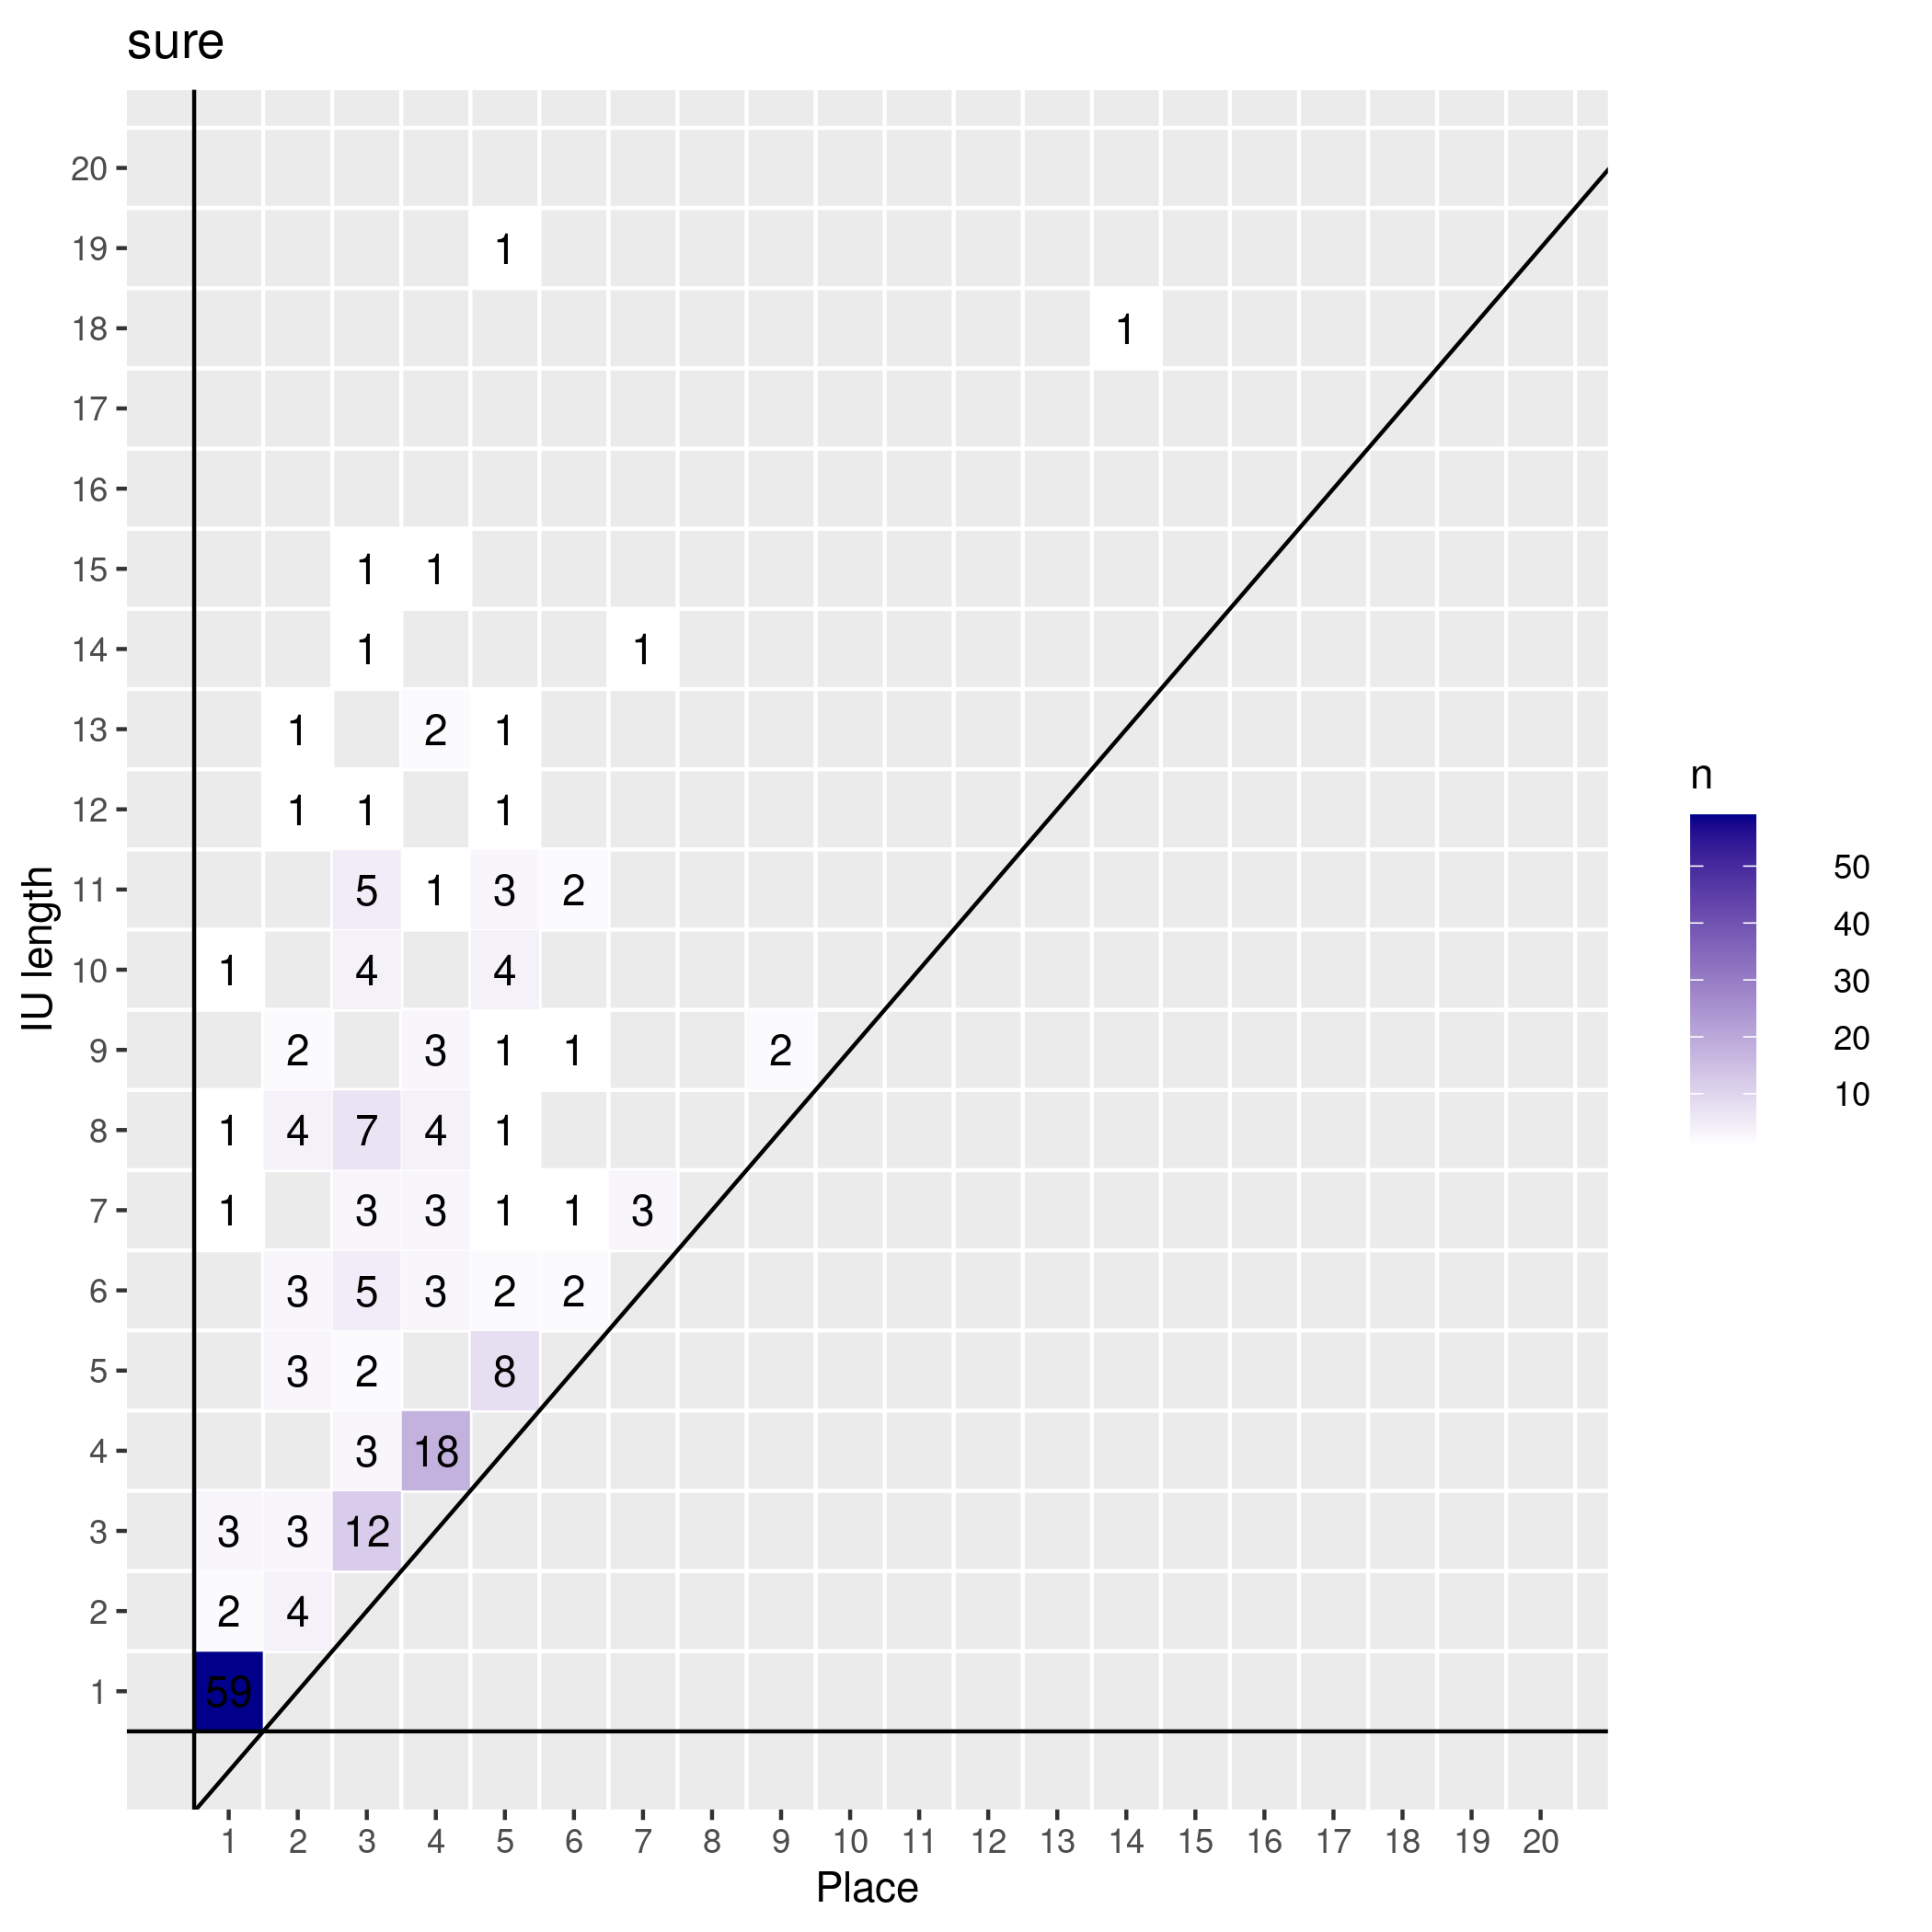 sure
20
19 1
18 1
17
16
15 1 1
14 1 1
13 1 2 1
12 1 1 1
11 5 1 3 2
10 1 4 4
9 2 3 1 1 2
8 1 4 7 4 1
7 1 3 3 1 1 3
6 3 5 3 2 2
5 3 2 8
4 3 18
3 3 3 12
2 2 4
1 59
1 2 3 4 5 6 7 8 9 10 11 12 13 14 15 16 17 18 19 20
Place
IU length
n
50
40
30
20
10